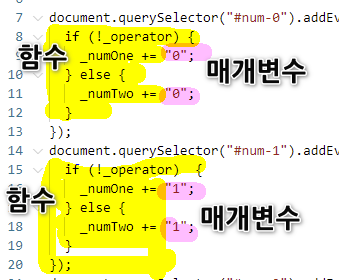 7 document.querySelector("#num-0").addEv
8 if (!_operator) {
9 _numOne += "0";
10 } else {
11 _numTwo += "0";
12 }
13 });
14 document.querySelector("#num-1").addEv
15 if (!_operator) {
16 _numOne += "1";
17 } else {
18 _numTwo += "1";
19 }
20 });
함수
매개변수
함수
매개변수